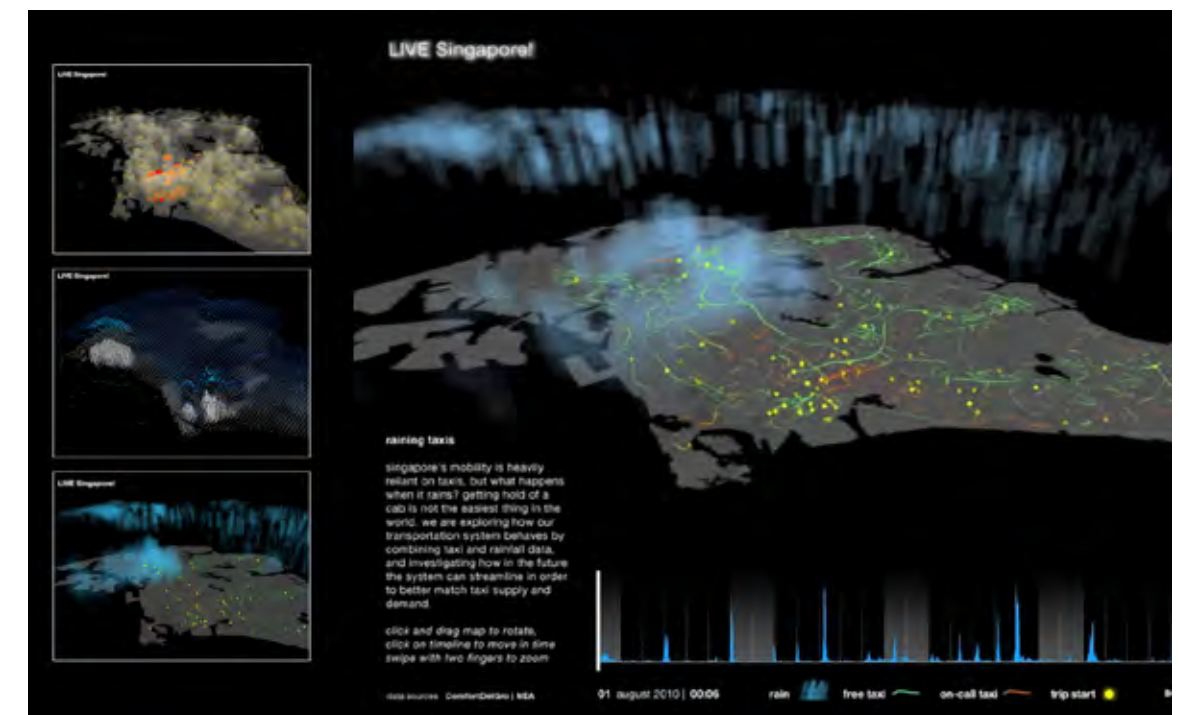 LIVE Singapore!
LIVE Singapore!
LIVE Singapore!
LIVE Singapore!
raining taxis
singapore's mobility is heavily
reliant on taxis, but what happens
when it rains? getting hold of a
cab is not the easiest thing in the
world. we are exploring how our
transportation system behaves by
combining taxi and rainfall data,
and investigating how in the future
the system can streamline in order
to better match taxi supply and
demand.
click and drag map to rotate,
click on timeline to move in time
swipe with two fingers to zoom
data sources ComfortDelGro | NEA
01 august 2010 | 00:06 rain free taxi on-call taxi trip start